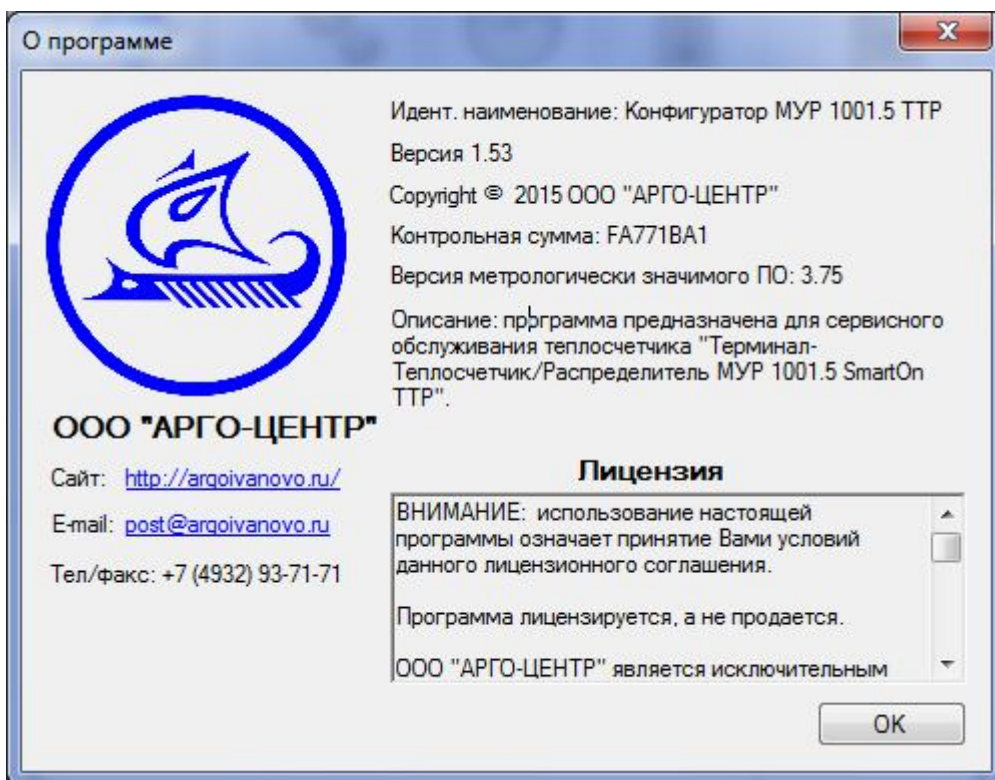 О программе
Идент. наименование: Конфигуратор МУР 1001.5 ТТР
Версия 1.53
Copyright © 2015 ООО "АРГО-ЦЕНТР"
Контрольная сумма: FA771BA1
Версия метрологически значимого ПО: 3.75
Описание: программа предназначена для сервисного
обслуживания теплосчетчика "Терминал-
Теплосчетчик/Распределитель МУР 1001.5 SmartOn
ТТР".
ООО "АРГО-ЦЕНТР"
Сайт: http://argoivanovo.ru/
E-mail: post@argoivanovo.ru
Тел/факс: +7 (4932) 93-71-71
Лицензия
ВНИМАНИЕ: использование настоящей
программы означает принятие Вами условий
данного лицензионного соглашения.
Программа лицензируется, а не продается.
ООО "АРГО-ЦЕНТР" является исключительным
OK